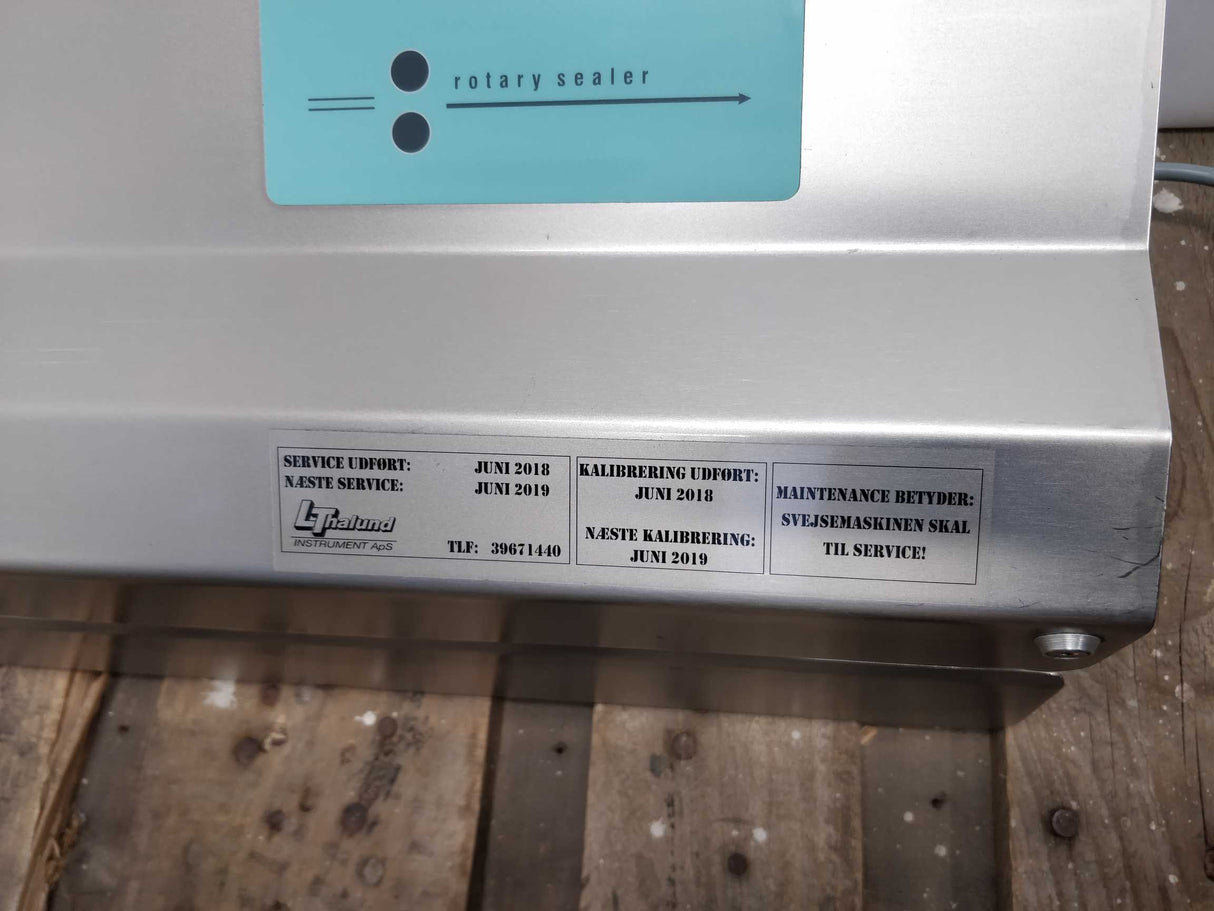 rotary sealer
SERVICE UDFØRT: JUNI 2018
NÆSTE SERVICE: JUNI 2019
LThalund
INSTRUMENT ApS
TLF: 39671440
KALIBRERING UDFØRT:
JUNI 2018
NÆSTE KALIBRERING:
JUNI 2019
MAINTENANCE BETYDER:
SVEJSEMASKINEN SKAL
TIL SERVICE!